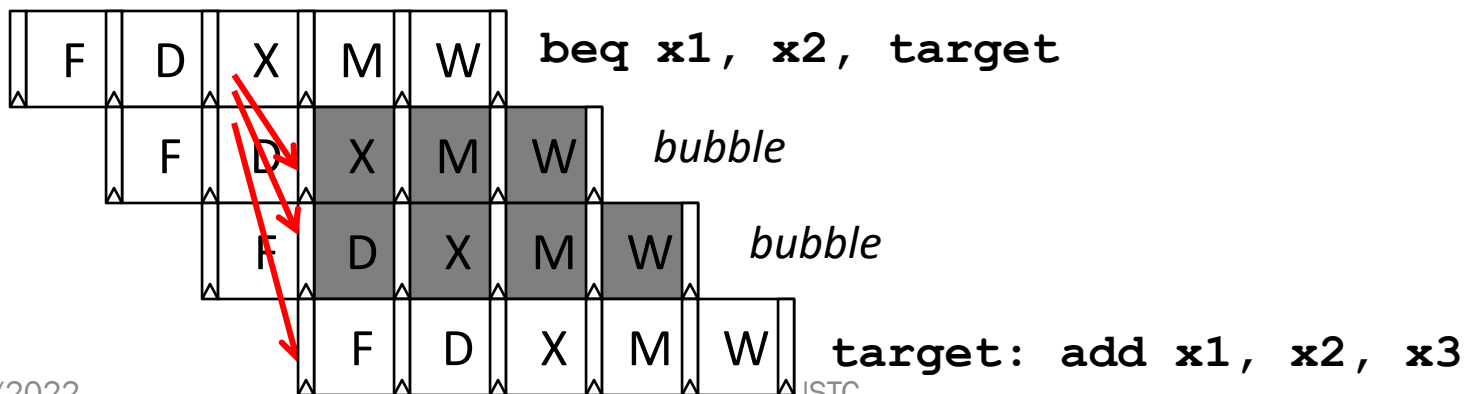 F D X M W beq x1, x2, target
F D X M W bubble
F D X M W bubble
F D X M W target: add x1, x2, x3